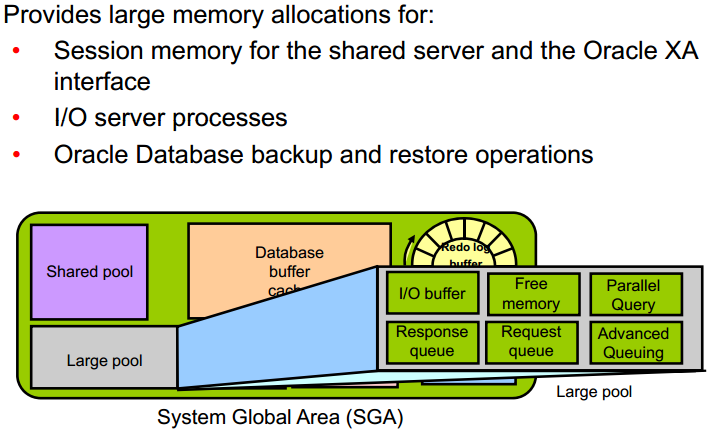 Provides large memory allocations for:
• Session memory for the shared server and the Oracle XA
interface
• I/O server processes
• Oracle Database backup and restore operations
Shared pool
Database
buffer
cach
Redo log
buffer
I/O buffer
Free
memory
Parallel
Query
Response
queue
Request
queue
Advanced
Queuing
Large pool
Large pool
System Global Area (SGA)